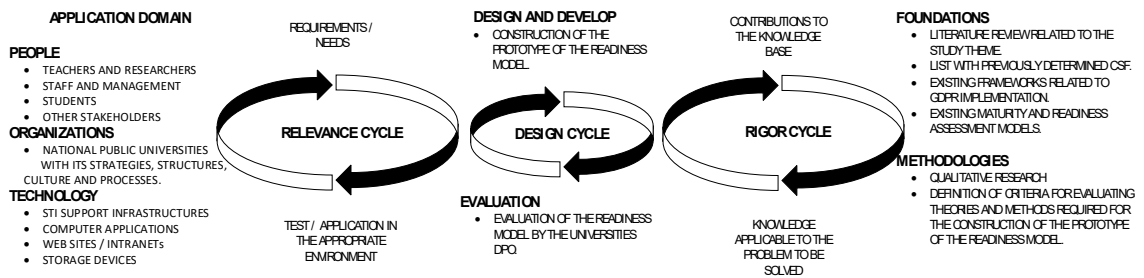 APPLICATION DOMAIN
PEOPLE
• TEACHERS AND RESEARCHERS
• STAFF AND MANAGEMENT
• STUDENTS
• OTHER STAKEHOLDERS
ORGANIZATIONS
• NATIONAL PUBLIC UNIVERSITIES
WITH ITS STRATEGIES, STRUCTURES,
CULTURE AND PROCESSES.
TECHNOLOGY
• STI SUPPORT INFRASTRUCTURES
• COMPUTER APPLICATIONS
• WEB SITES / INTRANETs
• STORAGE DEVICES
REQUIREMENTS /
NEEDS
RELEVANCE CYCLE
TEST / APPLICATION IN
THE APPROPRIATE
ENVIRONMENT
DESIGN AND DEVELOP
• CONSTRUCTION OF THE
PROTOTYPE OF THE READINESS
MODEL.
DESIGN CYCLE
EVALUATION
• EVALUATION OF THE READINESS
MODEL BY THE UNIVERSITIES
DPO.
CONTRIBUTIONS TO
THE KNOWLEDGE
BASE
RIGOR CYCLE
KNOWLEDGE
APPLICABLE TO THE
PROBLEM TO BE
SOLVED
FOUNDATIONS
• LITERATURE REVIEW RELATED TO THE
STUDY THEME.
• LIST WITH PREVIOUSLY DETERMINED CSF.
• EXISTING FRAMEWORKS RELATED TO
GDPR IMPLEMENTATION.
• EXISTING MATURITY AND READINESS
ASSESSMENT MODELS.
METHODOLOGIES
• QUALITATIVE RESEARCH
• DEFINITION OF CRITERIA FOR EVALUATING
THEORIES AND METHODS REQUIRED FOR
THE CONSTRUCTION OF THE PROTOTYPE
OF THE READINESS MODEL.